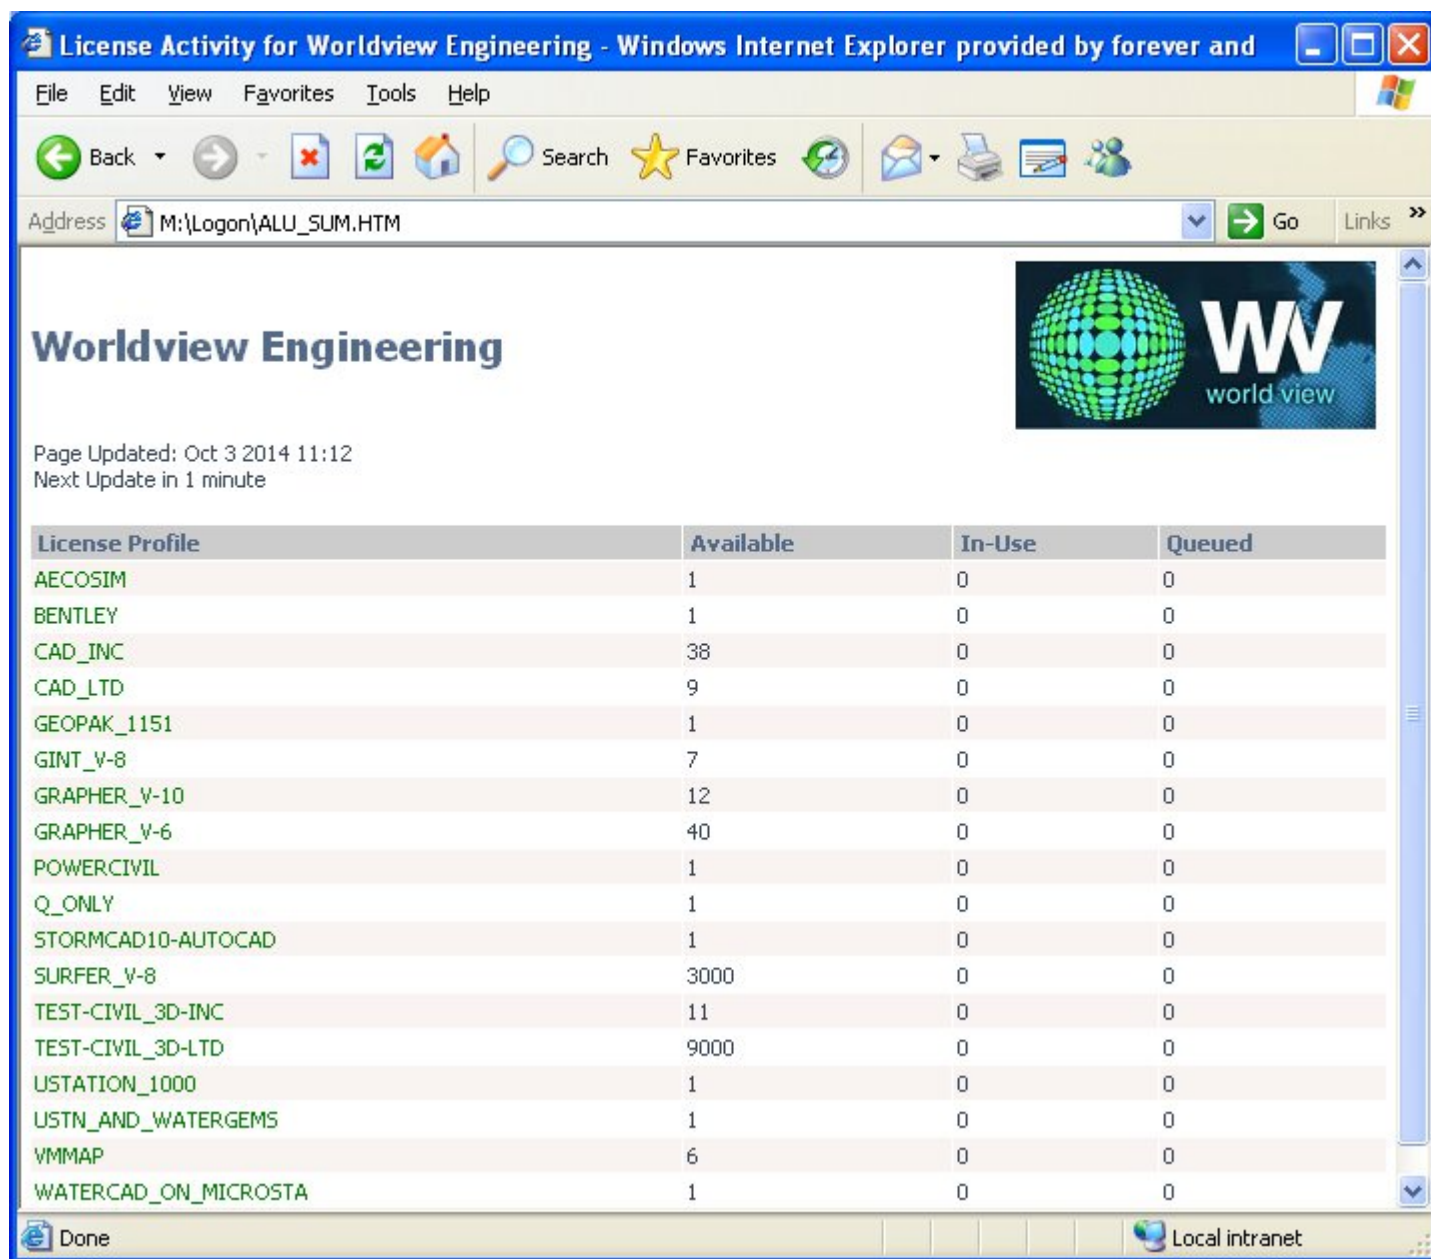 License Activity for Worldview Engineering - Windows Internet Explorer provided by forever and
File Edit View Favorites Tools Help
Back Search Favorites
Address M:\Logon\ALU_SUM.HTM Go Links »
WV
world view
Worldview Engineering
Page Updated: Oct 3 2014 11:12
Next Update in 1 minute
License Profile Available In-Use Queued
AECOSIM 1 0 0
BENTLEY 1 0 0
CAD_INC 38 0 0
CAD_LTD 9 0 0
GEOPAK_1151 1 0 0
GINT_V-8 7 0 0
GRAPHER_V-10 12 0 0
GRAPHER_V-6 40 0 0
POWERCIVIL 1 0 0
Q_ONLY 1 0 0
STORMCAD10-AUTOCAD 1 0 0
SURFER_V-8 3000 0 0
TEST-CIVIL_3D-INC 11 0 0
TEST-CIVIL_3D-LTD 9000 0 0
USTATION_1000 1 0 0
USTN_AND_WATERGEMS 1 0 0
VMMAP 6 0 0
WATERCAD_ON_MICROSTA 1 0 0
Done Local intranet